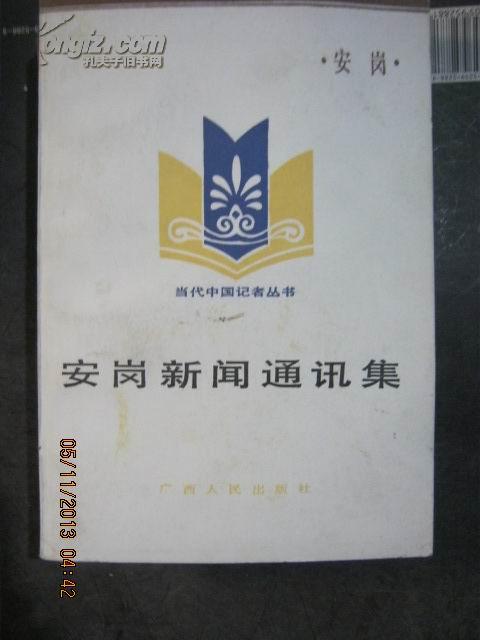 Kongfz.com
孔夫子旧书网
·安岗·
当代中国记者丛书
安岗新闻通讯集
广西人民出版社
05/11/2013 04:42